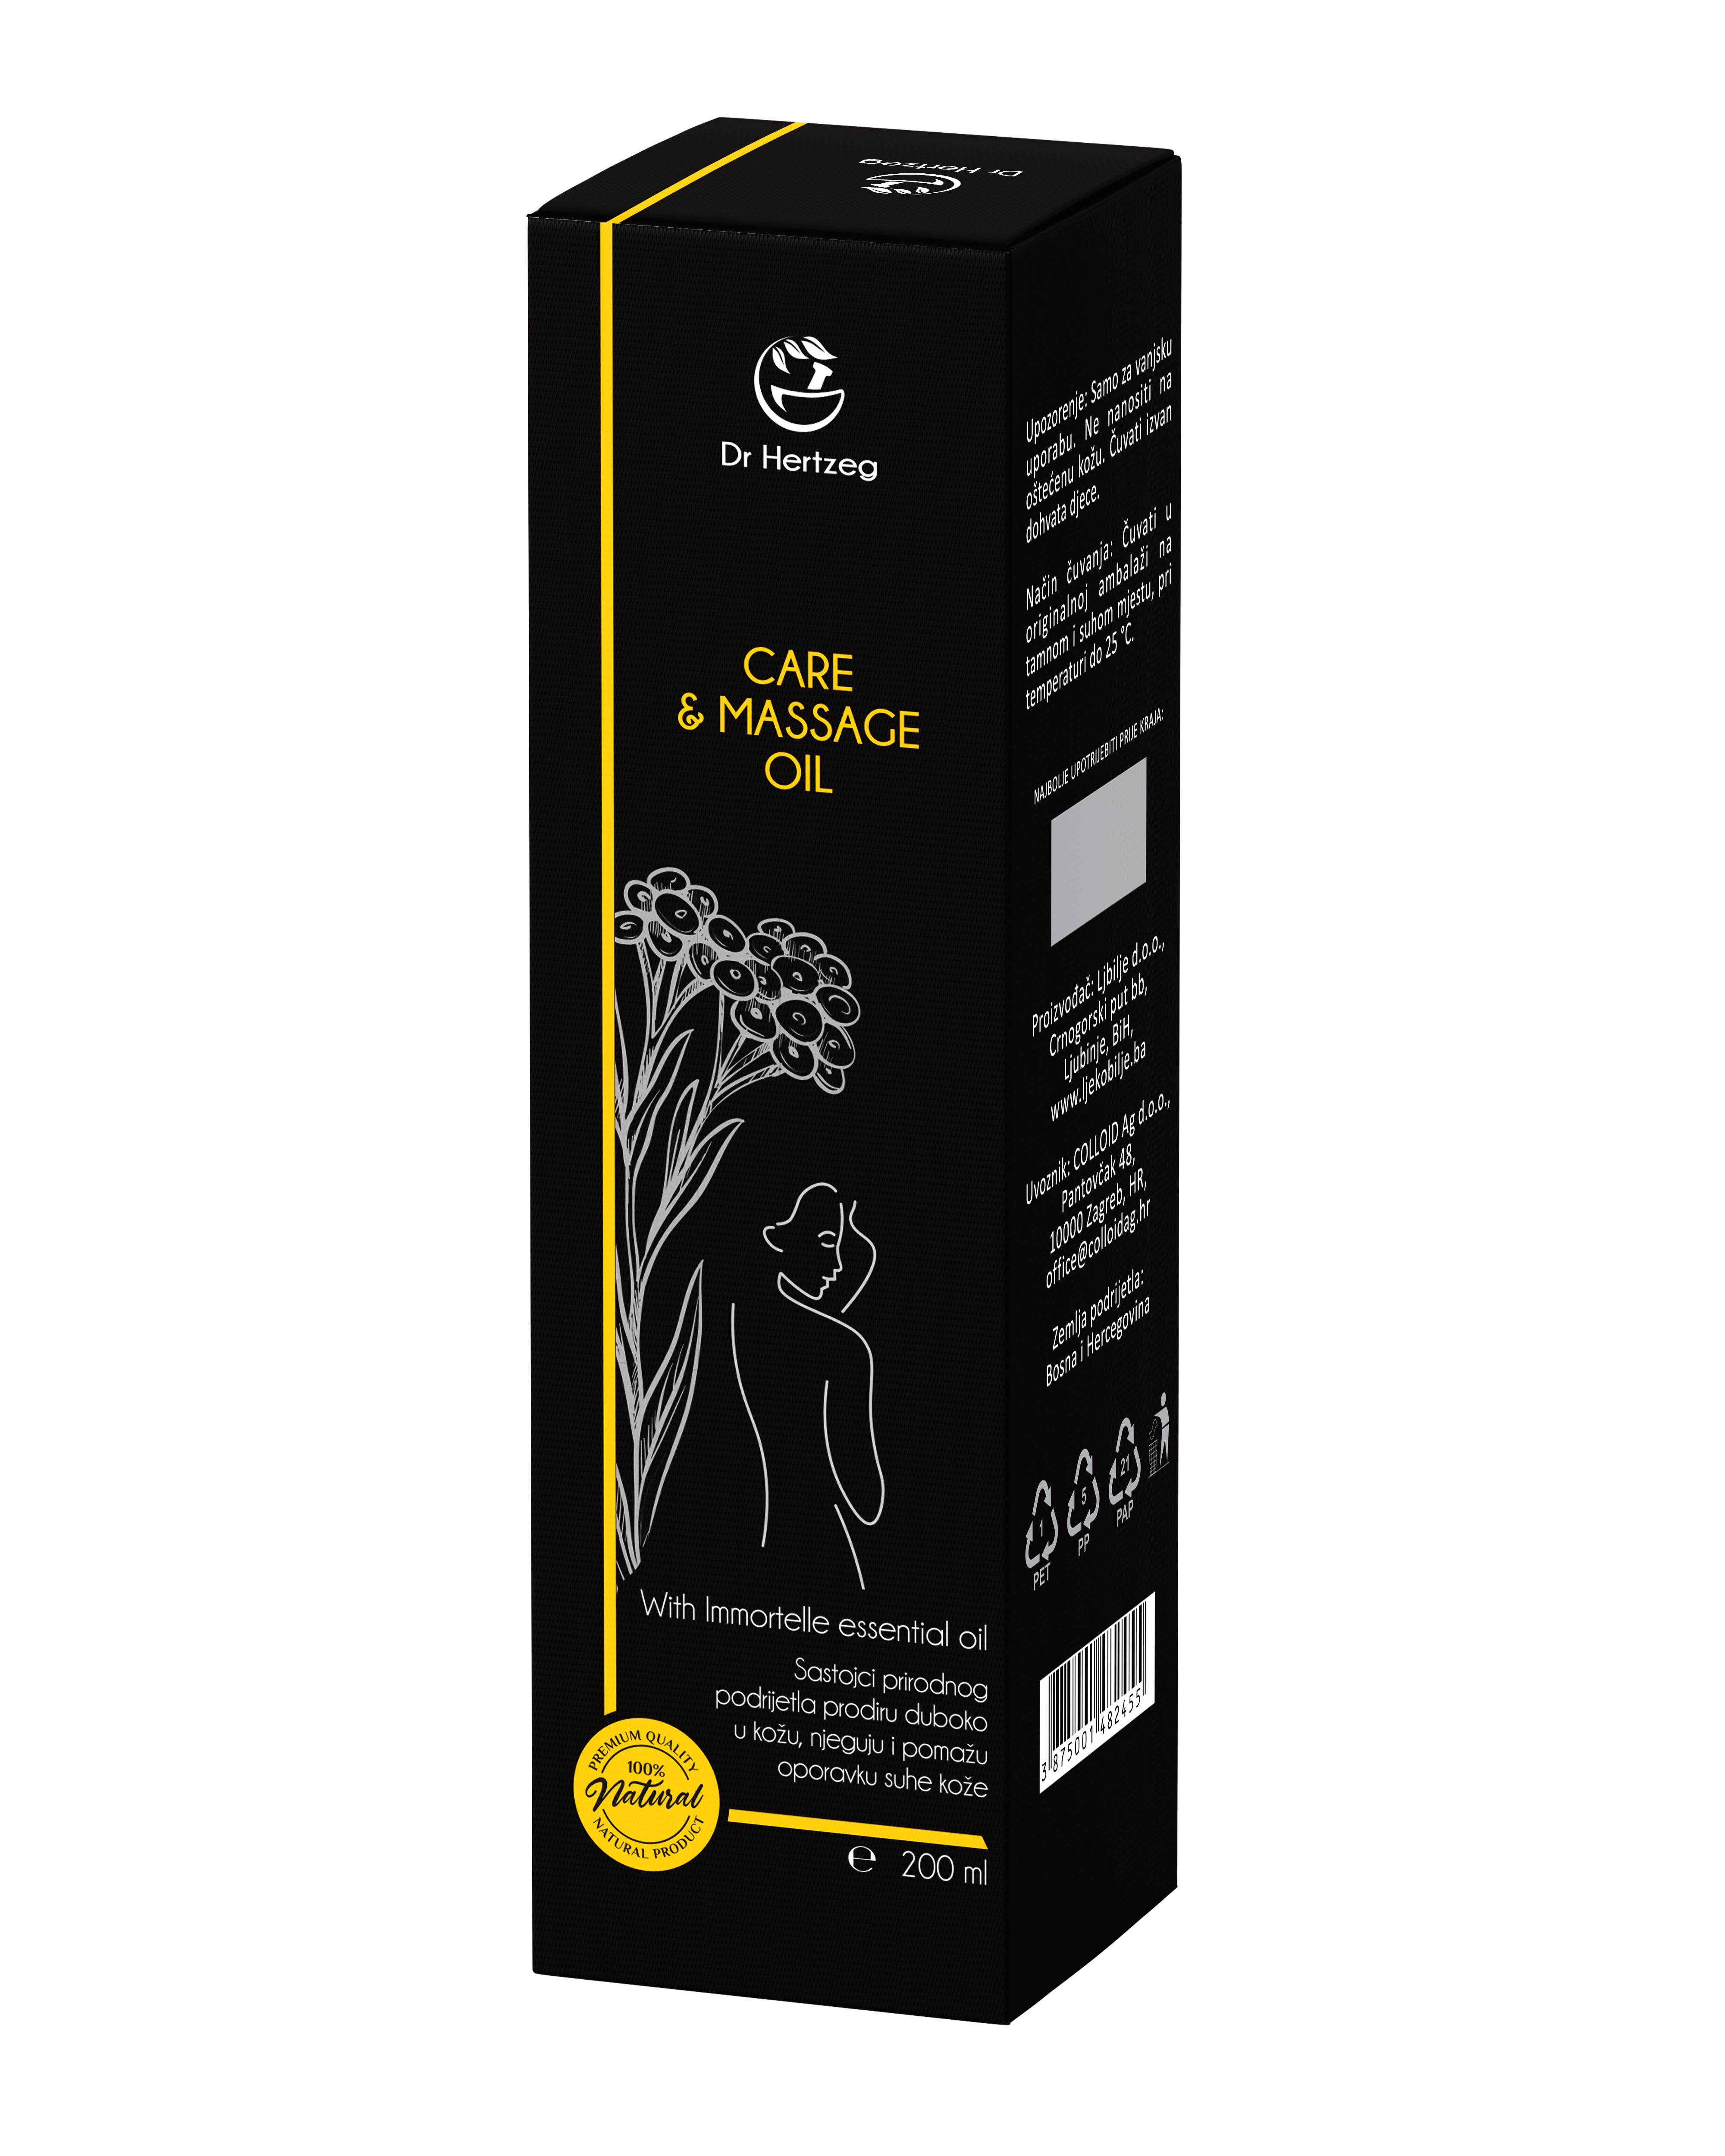 Dr Hertzeg
Dr Hertzeg
CARE
& MASSAGE
OIL
With Immortelle essential oil
Sastojci prirodnog
podrijetla prodiru duboko
u kožu, njeguju i pomažu
oporavku suhe kože
PREMIUM QUALITY
100%
Natural
NATURAL PRODUCT
℮ 200 ml
Upozorenje: Samo za vanjsku
uporabu. Ne nanositi na
oštećenu kožu. Čuvati izvan
dohvata djece.
Način čuvanja: Čuvati u
originalnoj ambalaži na
tamnom i suhom mjestu, pri
temperaturi do 25 °C.
NAJBOLJE UPOTRIJEBITI PRIJE KRAJA:
Proizvođač: Ljbilje d.o.o.,
Crnogorski put bb,
Ljubinje, BiH,
www.ljekobilje.ba
Uvoznik: COLLOID Ag d.o.o.,
Pantovčak 48,
10000 Zagreb, HR,
office@colloidag.hr
Zemlja podrijetla:
Bosna i Hercegovina
1 5 21
PET PP PAP
3 875001 482455